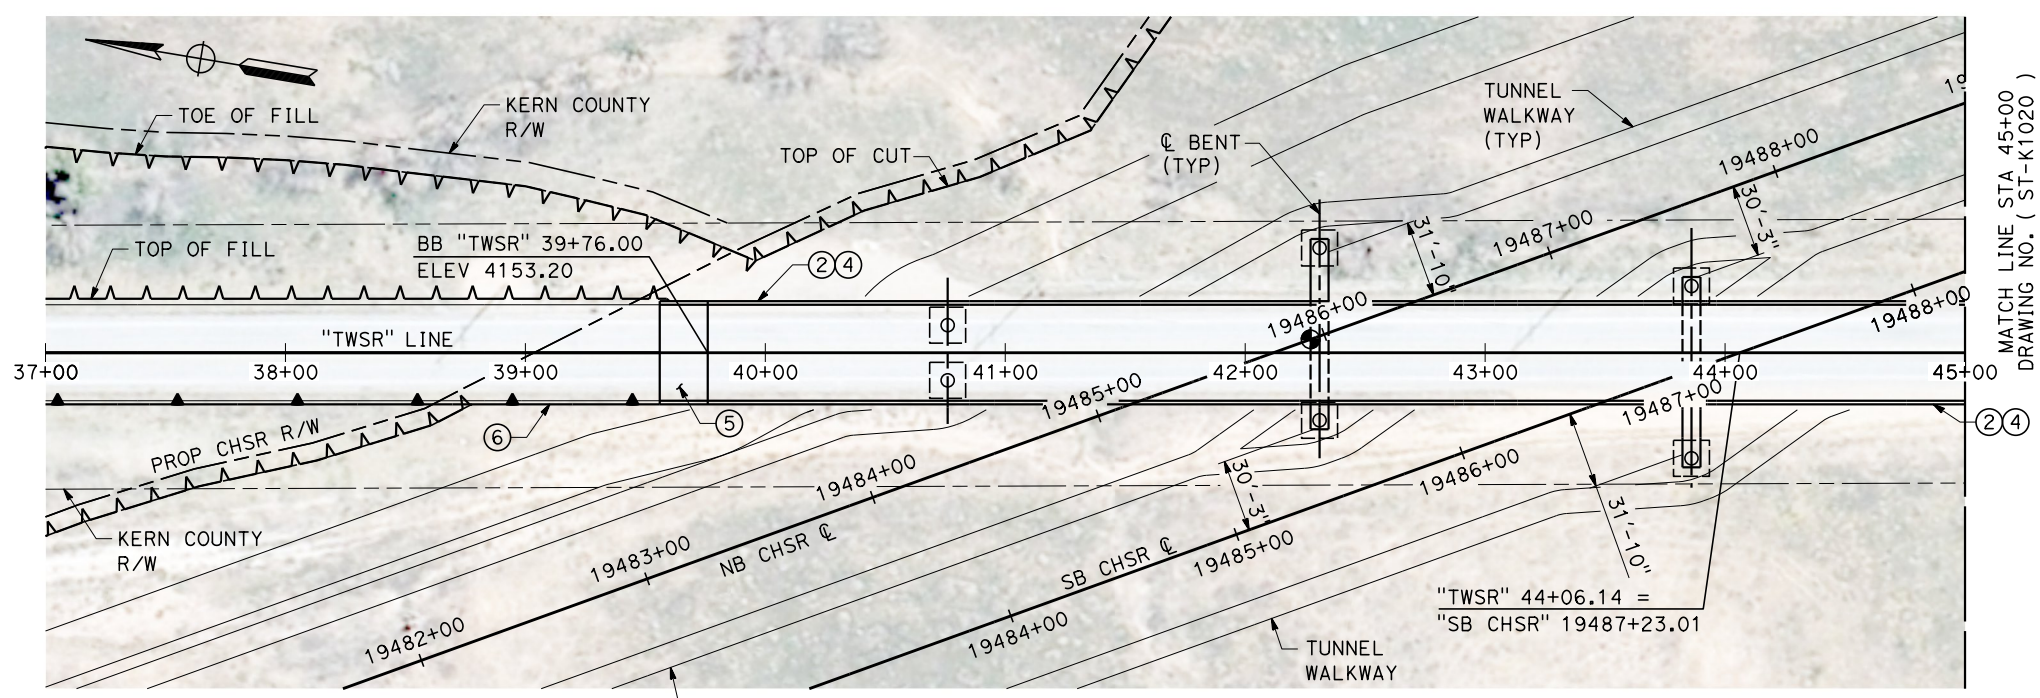 TOE OF FILL
KERN COUNTY
R/W
TOP OF CUT
℄ BENT
(TYP)
TUNNEL
WALKWAY
(TYP)
19488+00
30'-3"
31'-10"
19487+00
TOP OF FILL
BB "TWSR" 39+76.00
ELEV 4153.20
2 4
19486+00
19488+00
"TWSR" LINE
37+00
38+00
39+00
40+00
41+00
42+00
43+00
44+00
45+00
MATCH LINE (STA 45+00
DRAWING NO. ( ST-K1020 )
19485+00
19487+00
5
6
2 4
PROP CHSR R/W
19484+00
19486+00
30'-3"
31'-10"
KERN COUNTY
R/W
19483+00
NB CHSR ℄
SB CHSR ℄
19485+00
"TWSR" 44+06.14 =
"SB CHSR" 19487+23.01
19482+00
19484+00
TUNNEL
WALKWAY